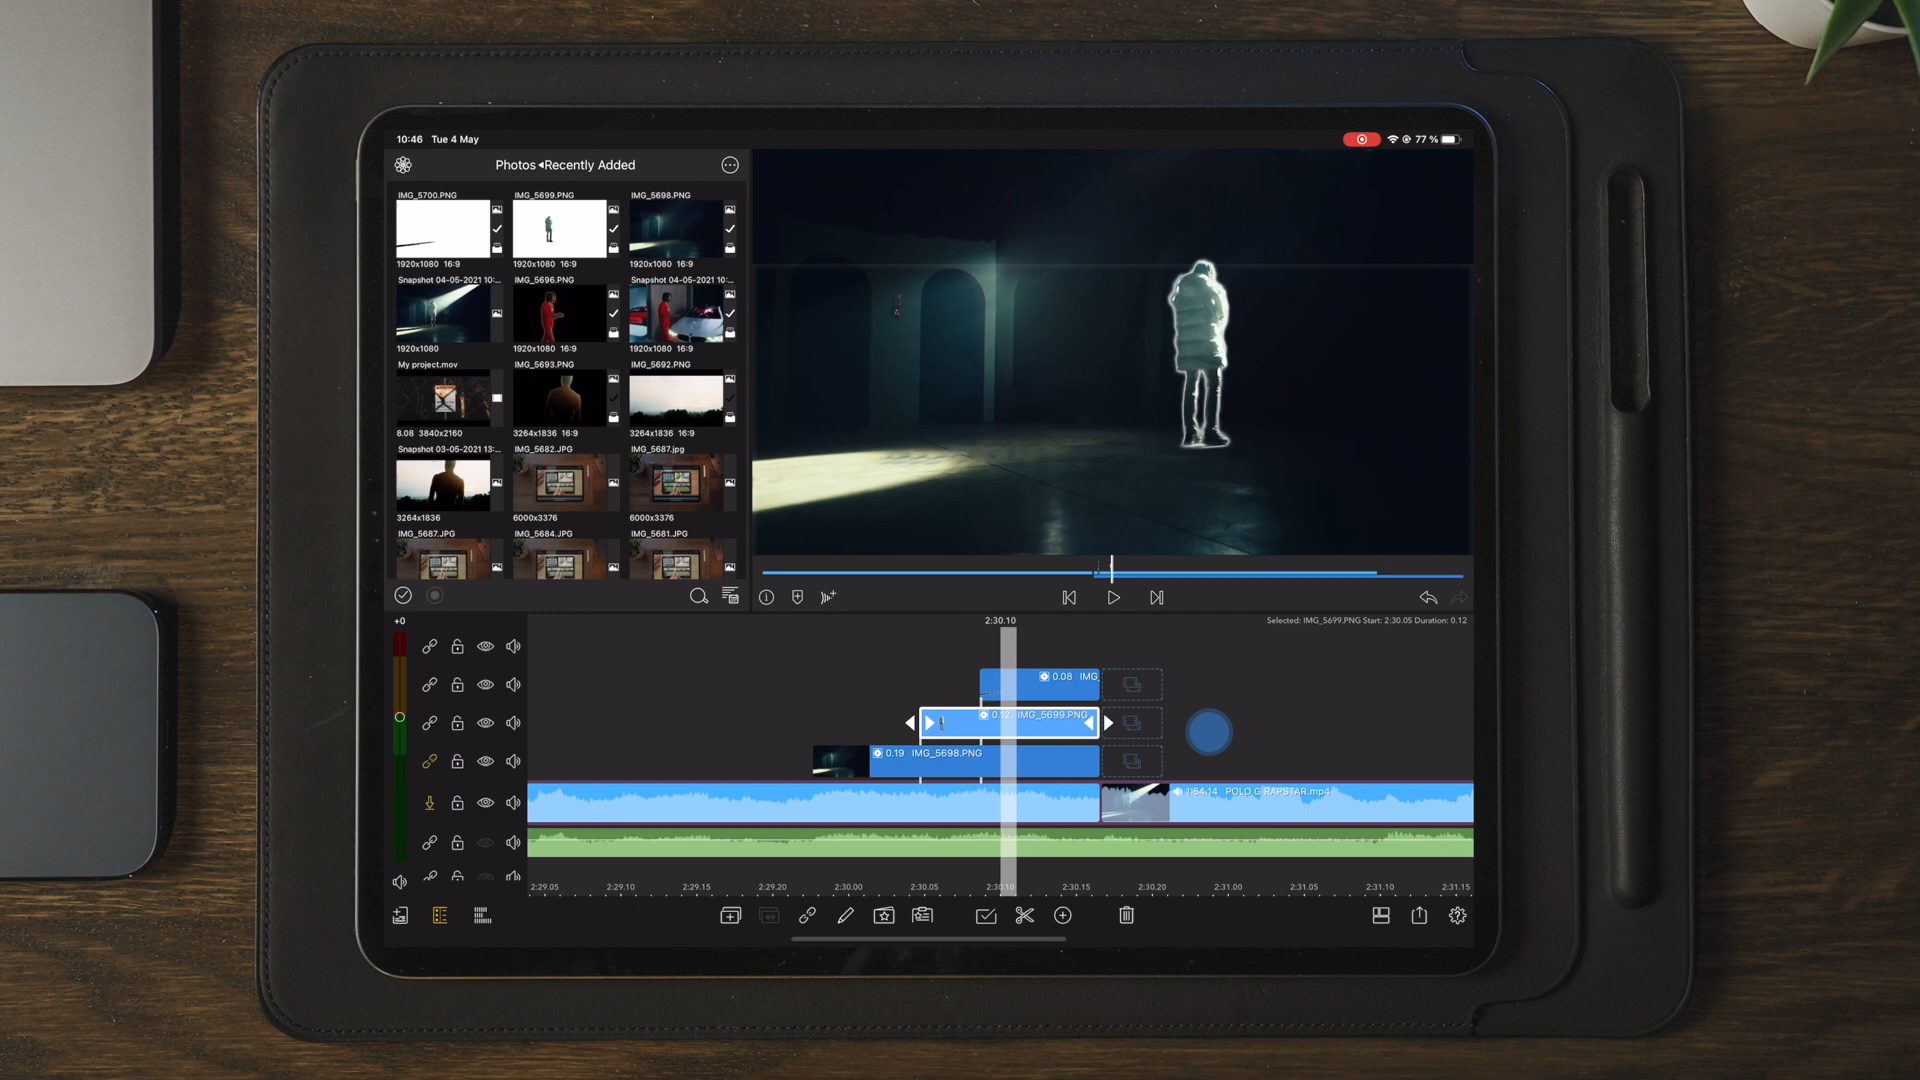 10:46 Tue 4 May
77 %
Photos ◂Recently Added
IMG_5700.PNG IMG_5699.PNG IMG_5698.PNG
1920x1080 16:9 1920x1080 16:9 1920x1080 16:9
Snapshot 04-05-2021 10:... IMG_5696.PNG Snapshot 04-05-2021 10:...
1920x1080 1920x1080 16:9 1920x1080 16:9
My project.mov IMG_5693.PNG IMG_5692.PNG
8.08 3840x2160 3264x1836 16:9 3264x1836 16:9
Snapshot 03-05-2021 13:... IMG_5682.JPG IMG_5687.jpg
3264x1836 6000x3376 6000x3376
IMG_5687.JPG IMG_5684.JPG IMG_5681.JPG
+0
2:30.10
Selected: IMG_5699.PNG Start: 2:30.05 Duration: 0.12
0.08 IMG_
0.12 IMG_5699.PNG
0.19 IMG_5698.PNG
1:54.14 POLO G RAPSTAR.mp4
2:29.05 2:29.10 2:29.15 2:29.20 2:30.00 2:30.05 2:30.10 2:30.15 2:30.20 2:31.00 2:31.05 2:31.10 2:31.15